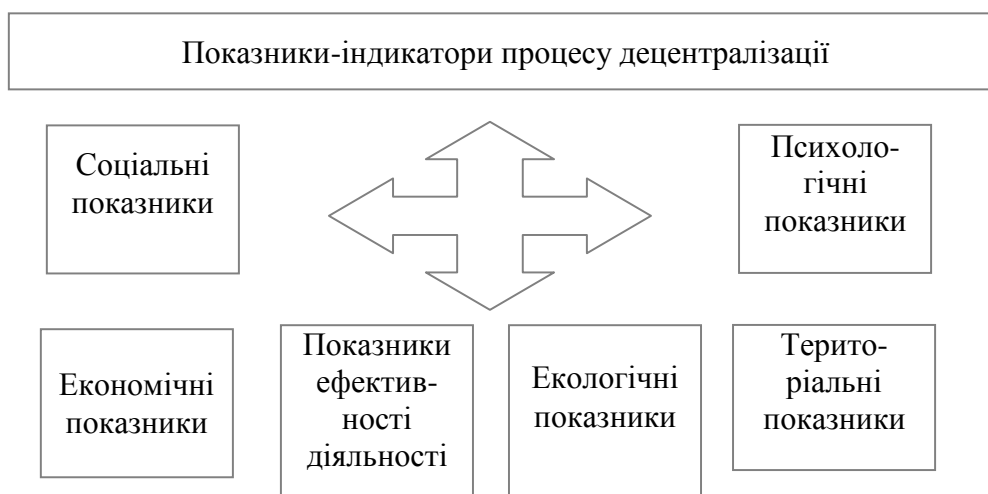 Показники-індикатори процесу децентралізації
Соціальні
показники
Психоло-
гічні
показники
Економічні
показники
Показники
ефектив-
ності
діяльності
Екологічні
показники
Терито-
ріальні
показники